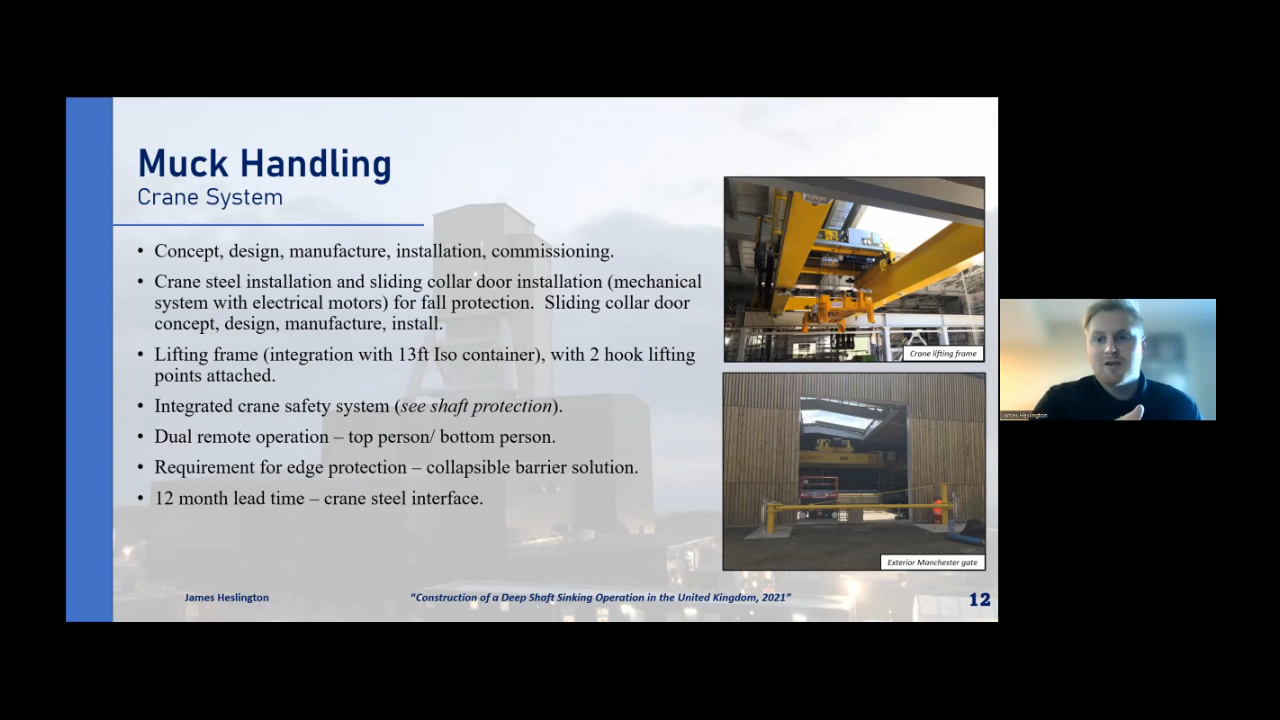 Muck Handling
Crane System
• Concept, design, manufacture, installation, commissioning.
• Crane steel installation and sliding collar door installation (mechanical
system with electrical motors) for fall protection.  Sliding collar door
concept, design, manufacture, install.
• Lifting frame (integration with 13ft Iso container), with 2 hook lifting
points attached.
• Integrated crane safety system (see shaft protection).
• Dual remote operation – top person/ bottom person.
• Requirement for edge protection – collapsible barrier solution.
• 12 month lead time – crane steel interface.
Crane lifting frame
Exterior Manchester gate
James Heslington
James Heslington
“Construction of a Deep Shaft Sinking Operation in the United Kingdom, 2021”
12